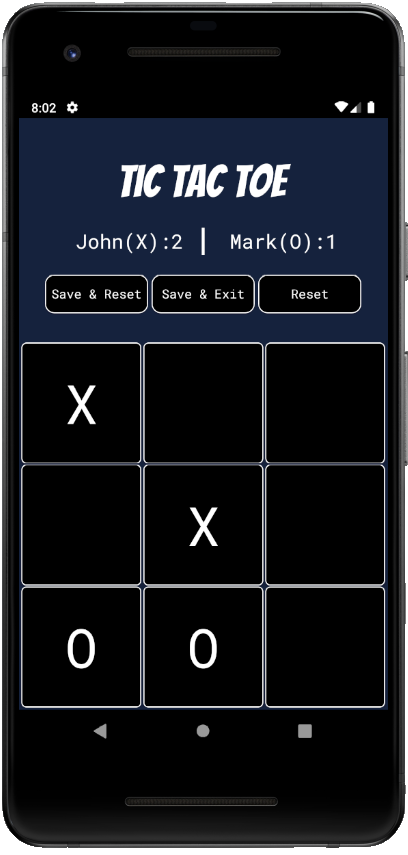 8:02
TIC TAC TOE
John(X):2 | Mark(O):1
Save & Reset Save & Exit Reset
X
X
O O